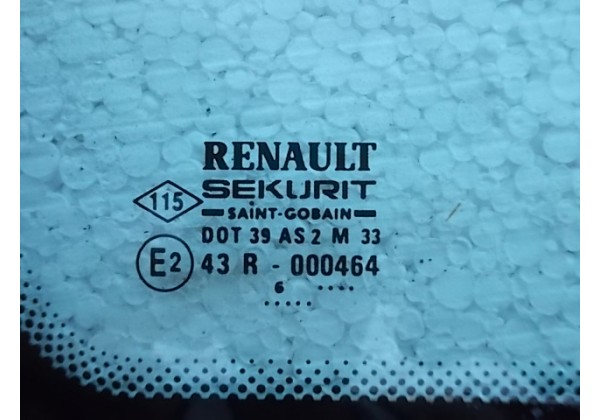 RENAULT
115
SEKURIT
SAINT-GOBAIN
DOT 39 AS 2 M 33
E2
43 R - 000464
6 ....
.....